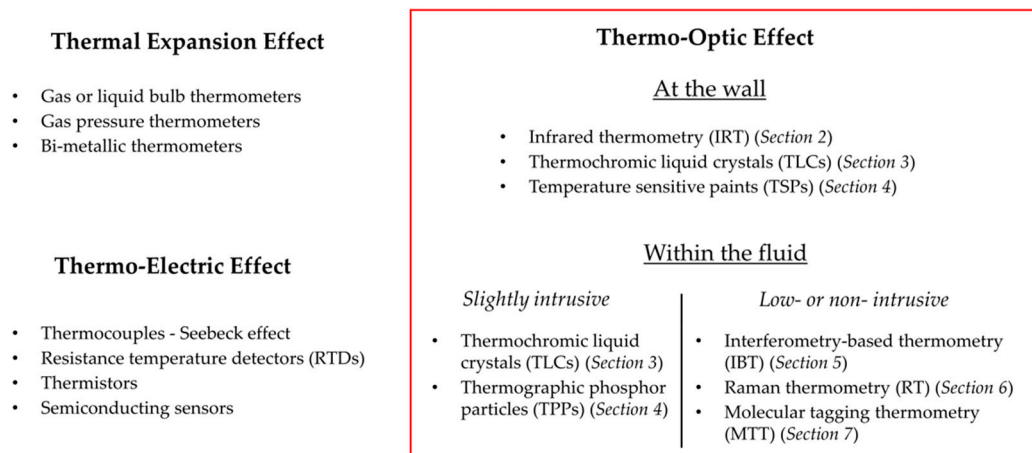 Thermal Expansion Effect
• Gas or liquid bulb thermometers
• Gas pressure thermometers
• Bi-metallic thermometers
Thermo-Electric Effect
• Thermocouples - Seebeck effect
• Resistance temperature detectors (RTDs)
• Thermistors
• Semiconducting sensors
Thermo-Optic Effect
At the wall
• Infrared thermometry (IRT) (Section 2)
• Thermochromic liquid crystals (TLCs) (Section 3)
• Temperature sensitive paints (TSPs) (Section 4)
Within the fluid
Slightly intrusive
• Thermochromic liquid
crystals (TLCs) (Section 3)
• Thermographic phosphor
particles (TPPs) (Section 4)
Low- or non- intrusive
• Interferometry-based thermometry
(IBT) (Section 5)
• Raman thermometry (RT) (Section 6)
• Molecular tagging thermometry
(MTT) (Section 7)